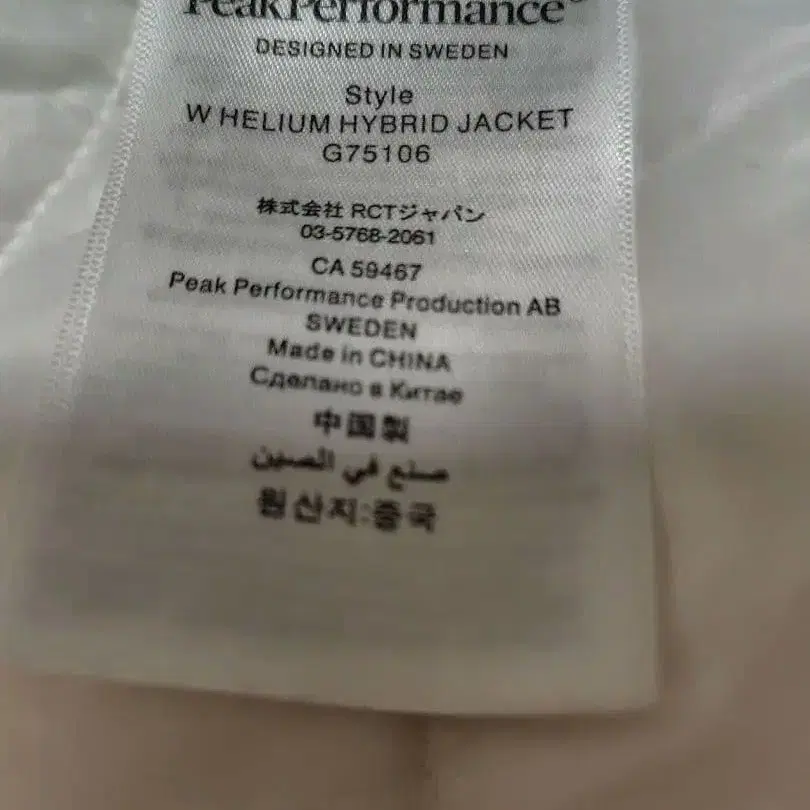 PeakPerformance®
DESIGNED IN SWEDEN
Style
W HELIUM HYBRID JACKET
G75106
株式会社 RCTジャパン
03-5768-2061
CA 59467
Peak Performance Production AB
SWEDEN
Made in CHINA
Сделано в Китае
中国製
صنع في الصين
원산지:중국